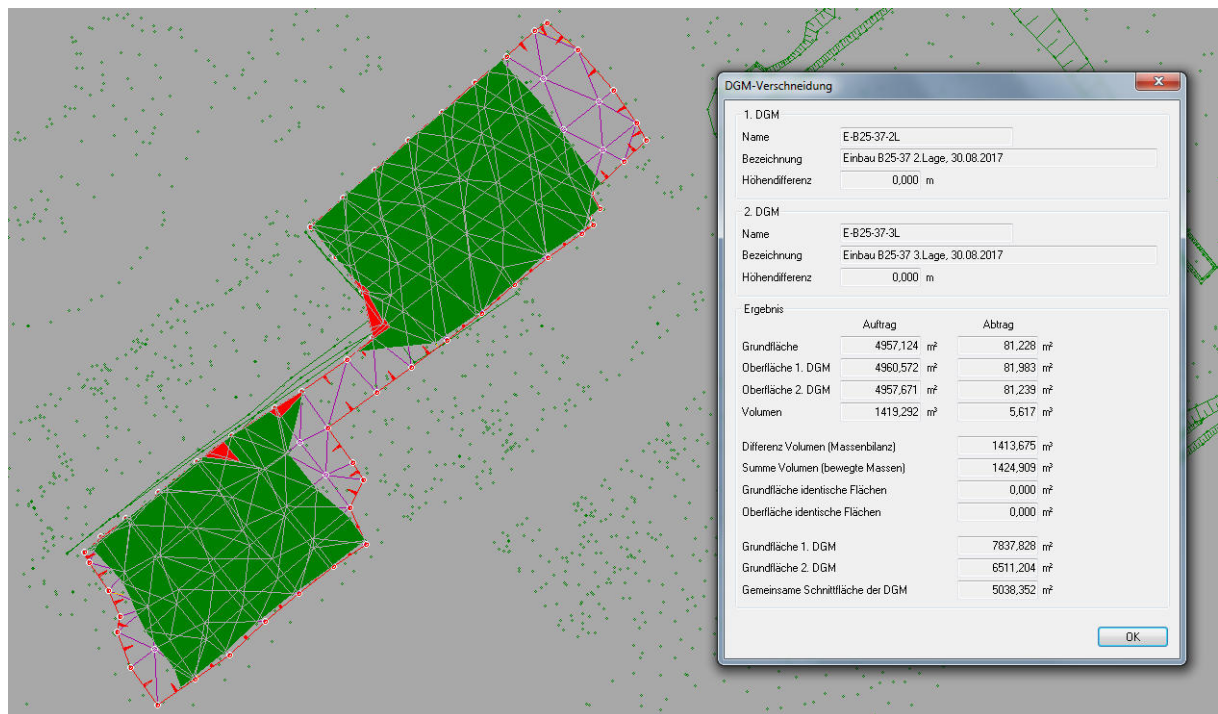 DGM-Verschneidung
1. DGM
Name E-B25-37-2L
Bezeichnung Einbau B25-37 2.Lage, 30.08.2017
Höhendifferenz 0,000 m
2. DGM
Name E-B25-37-3L
Bezeichnung Einbau B25-37 3.Lage, 30.08.2017
Höhendifferenz 0,000 m
Ergebnis
Auftrag Abtrag
Grundfläche 4957,124 m² 81,228 m²
Oberfläche 1. DGM 4960,572 m² 81,983 m²
Oberfläche 2. DGM 4957,671 m² 81,239 m²
Volumen 1419,292 m³ 5,617 m³
Differenz Volumen (Massenbilanz) 1413,675 m³
Summe Volumen (bewegte Massen) 1424,909 m³
Grundfläche identische Flächen 0,000 m²
Oberfläche identische Flächen 0,000 m²
Grundfläche 1. DGM 7837,828 m²
Grundfläche 2. DGM 6511,204 m²
Gemeinsame Schnittfläche der DGM 5038,352 m²
OK